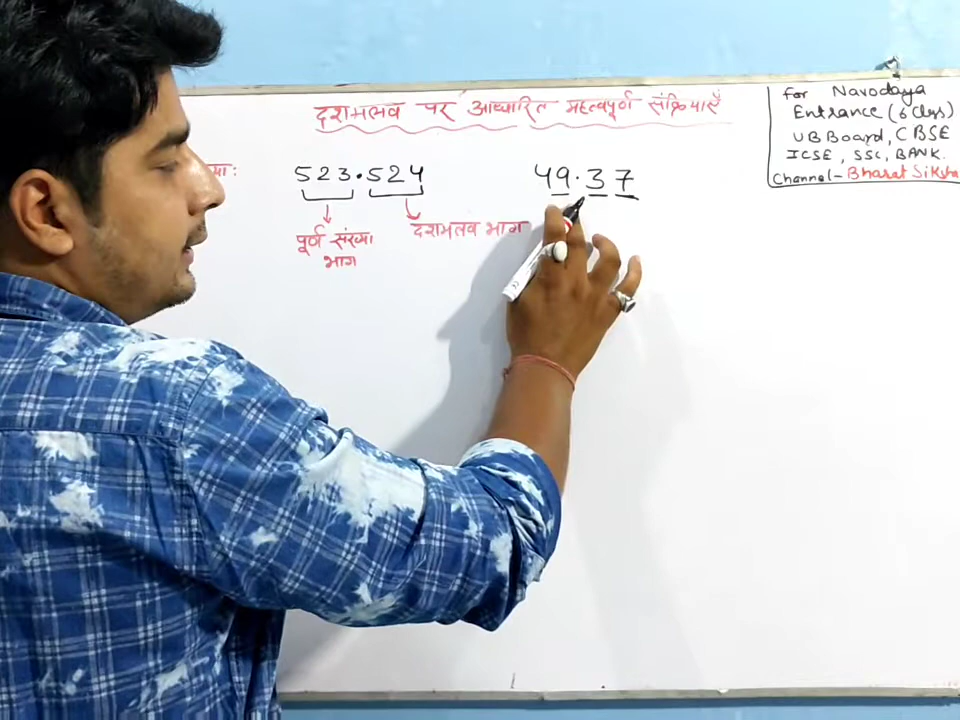 दशमलव पर आधारित महत्वपूर्ण संक्रियाएँ
For Navodaya
Entrance (6 Class)
UB Board, CBSE
ICSE, SSC, BANK.
Channel- Bharat Siksha
523.524
49.37
पूर्ण संख्या
भाग
दशमलव भाग